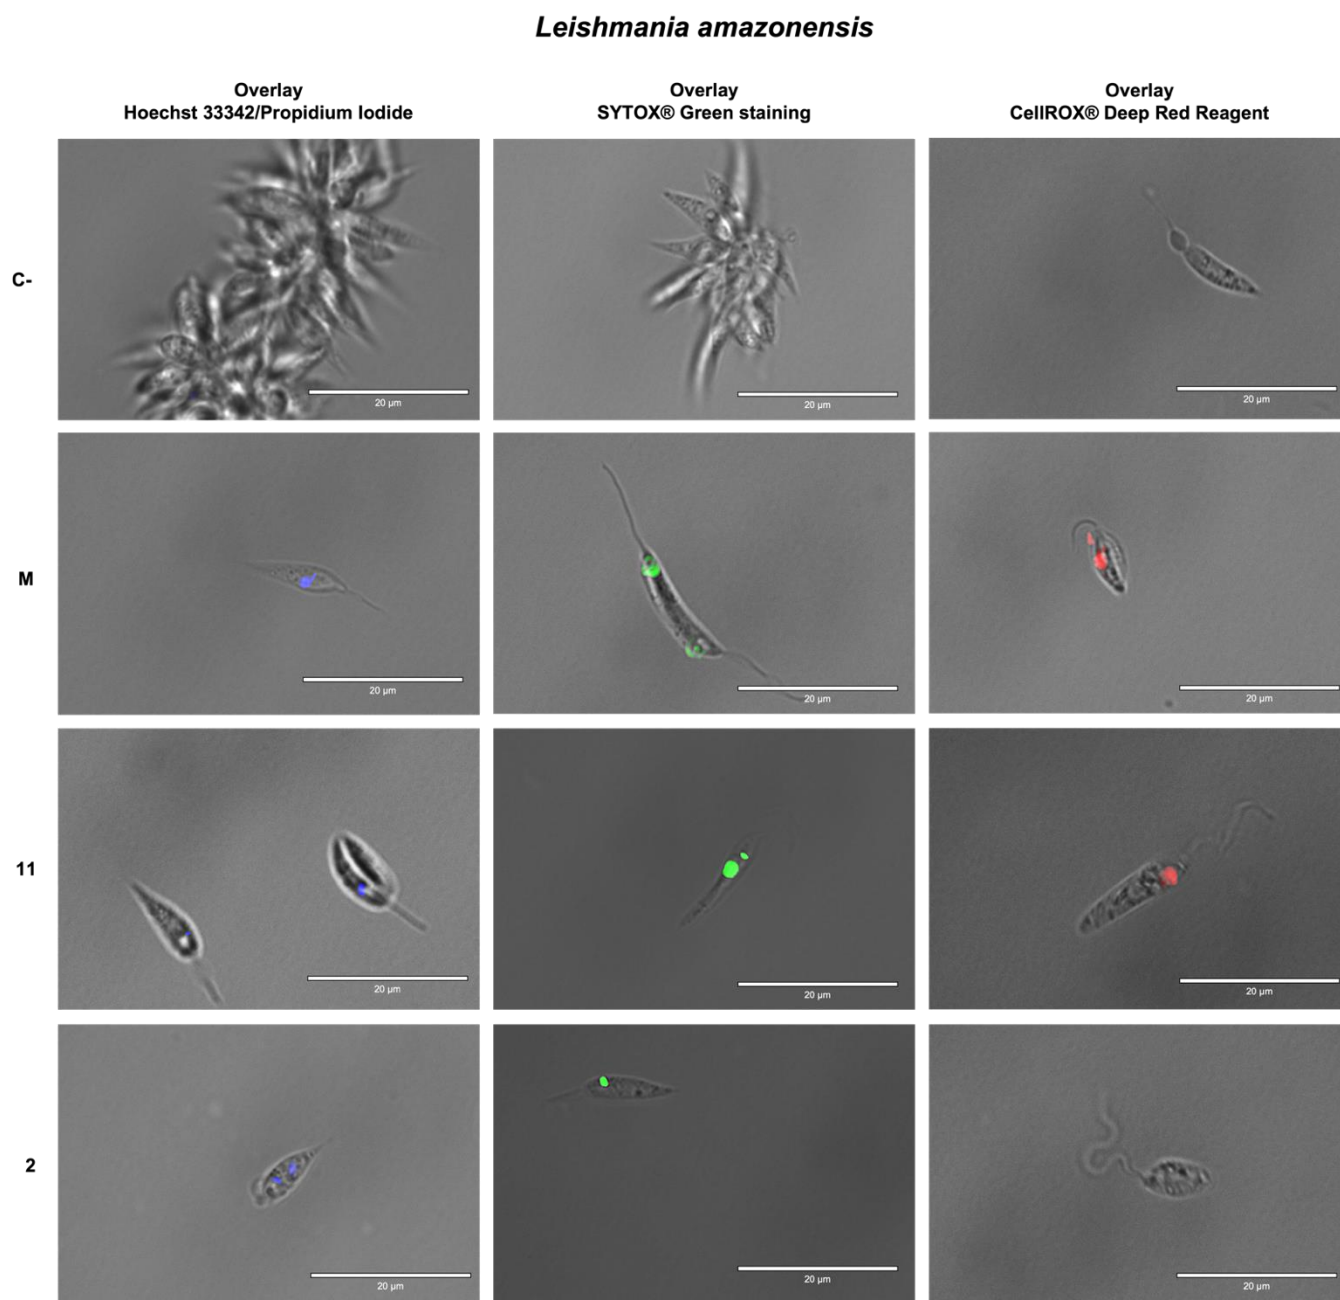 Leishmania amazonensis
Overlay
Hoechst 33342/Propidium Iodide
Overlay
SYTOX® Green staining
Overlay
CellROX® Deep Red Reagent
C-
20 µm
20 µm
20 µm
M
20 µm
20 µm
20 µm
11
20 µm
20 µm
20 µm
2
20 µm
20 µm
20 µm